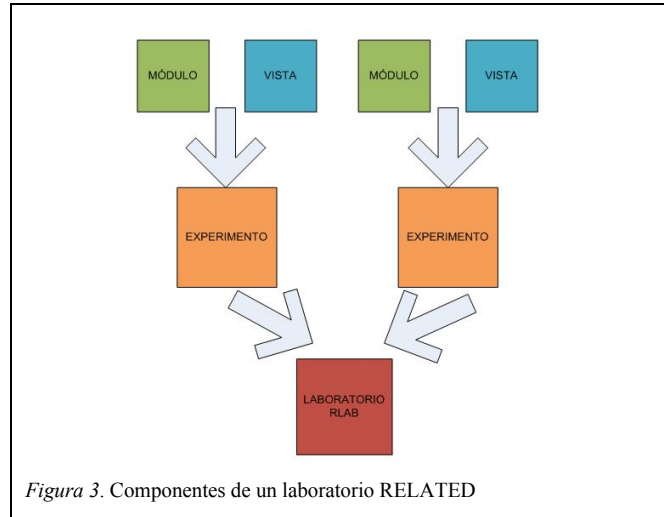 MÓDULO VISTA MÓDULO VISTA
EXPERIMENTO EXPERIMENTO
LABORATORIO
RLAB
Figura 3. Componentes de un laboratorio RELATED